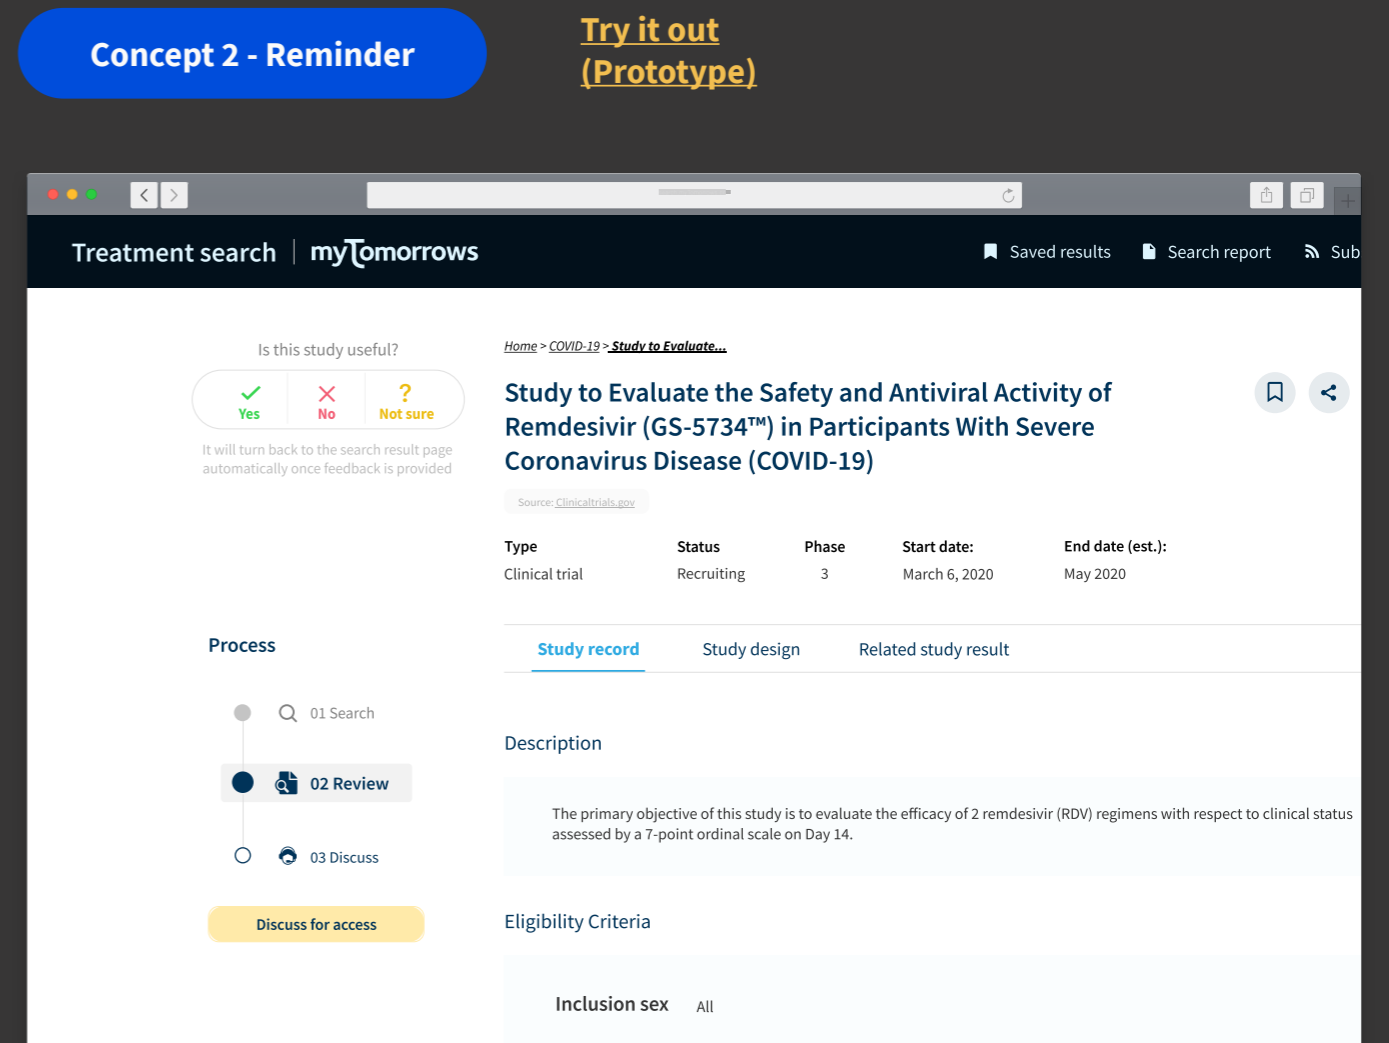 Concept 2 - Reminder
Try it out
(Prototype)
Treatment search | myTomorrows
Saved results
Search report
Sub
Is this study useful?
Yes
No
? Not sure
It will turn back to the search result page
automatically once feedback is provided
Home > COVID-19 > Study to Evaluate...
Study to Evaluate the Safety and Antiviral Activity of
Remdesivir (GS-5734™) in Participants With Severe
Coronavirus Disease (COVID-19)
Source: Clinicaltrials.gov
Type Status Phase Start date: End date (est.):
Clinical trial Recruiting 3 March 6, 2020 May 2020
Process
01 Search
02 Review
03 Discuss
Discuss for access
Study record Study design Related study result
Description
The primary objective of this study is to evaluate the efficacy of 2 remdesivir (RDV) regimens with respect to clinical status
assessed by a 7-point ordinal scale on Day 14.
Eligibility Criteria
Inclusion sex All